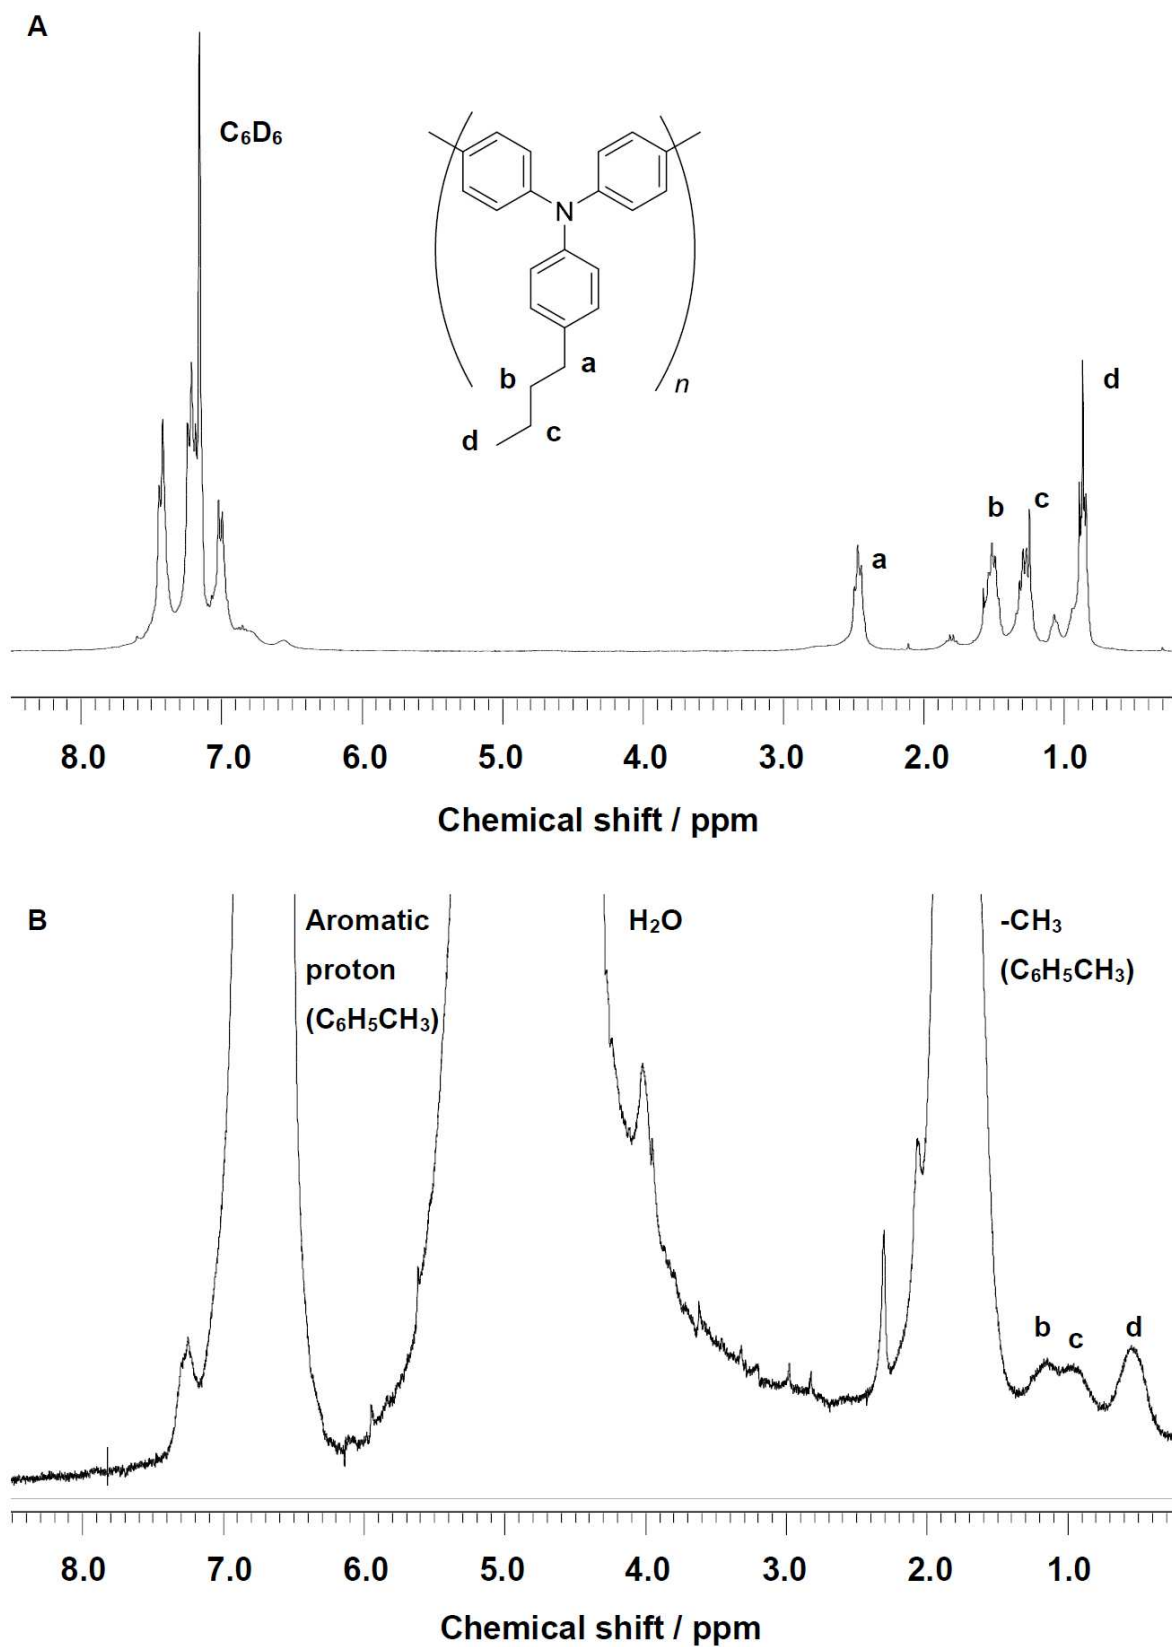 A
C₆D₆
N
a
b
n
c
d
d
b
c
a
8.0 7.0 6.0 5.0 4.0 3.0 2.0 1.0
Chemical shift / ppm
B
Aromatic
proton
(C₆H₅CH₃)
H₂O
-CH₃
(C₆H₅CH₃)
b
c
d
8.0 7.0 6.0 5.0 4.0 3.0 2.0 1.0
Chemical shift / ppm